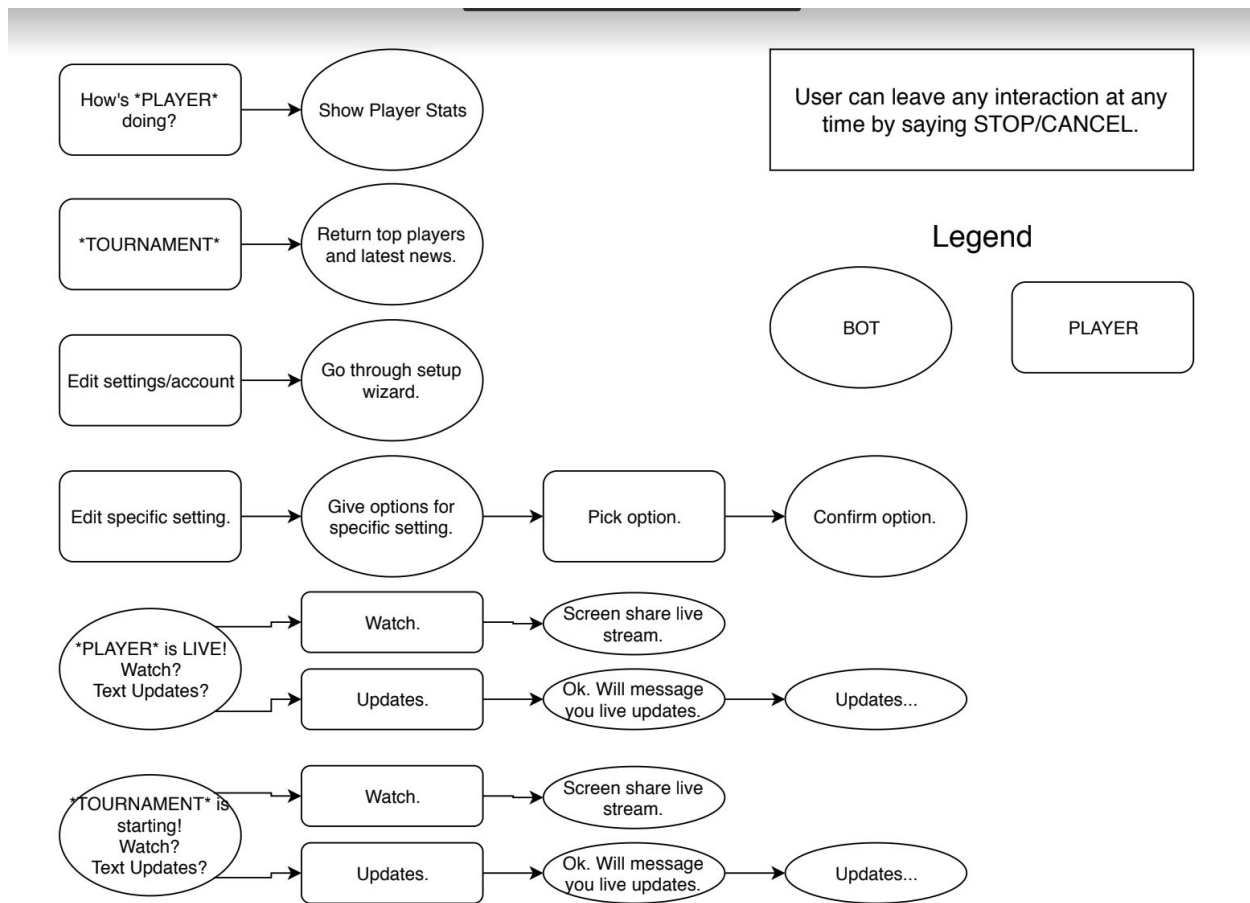 How's *PLAYER*
doing?
Show Player Stats
User can leave any interaction at any
time by saying STOP/CANCEL.
*TOURNAMENT*
Return top players
and latest news.
Legend
BOT
PLAYER
Edit settings/account
Go through setup
wizard.
Edit specific setting.
Give options for
specific setting.
Pick option.
Confirm option.
*PLAYER* is LIVE!
Watch?
Text Updates?
Watch.
Screen share live
stream.
Updates.
Ok. Will message
you live updates.
Updates...
*TOURNAMENT* is
starting!
Watch?
Text Updates?
Watch.
Screen share live
stream.
Updates.
Ok. Will message
you live updates.
Updates...